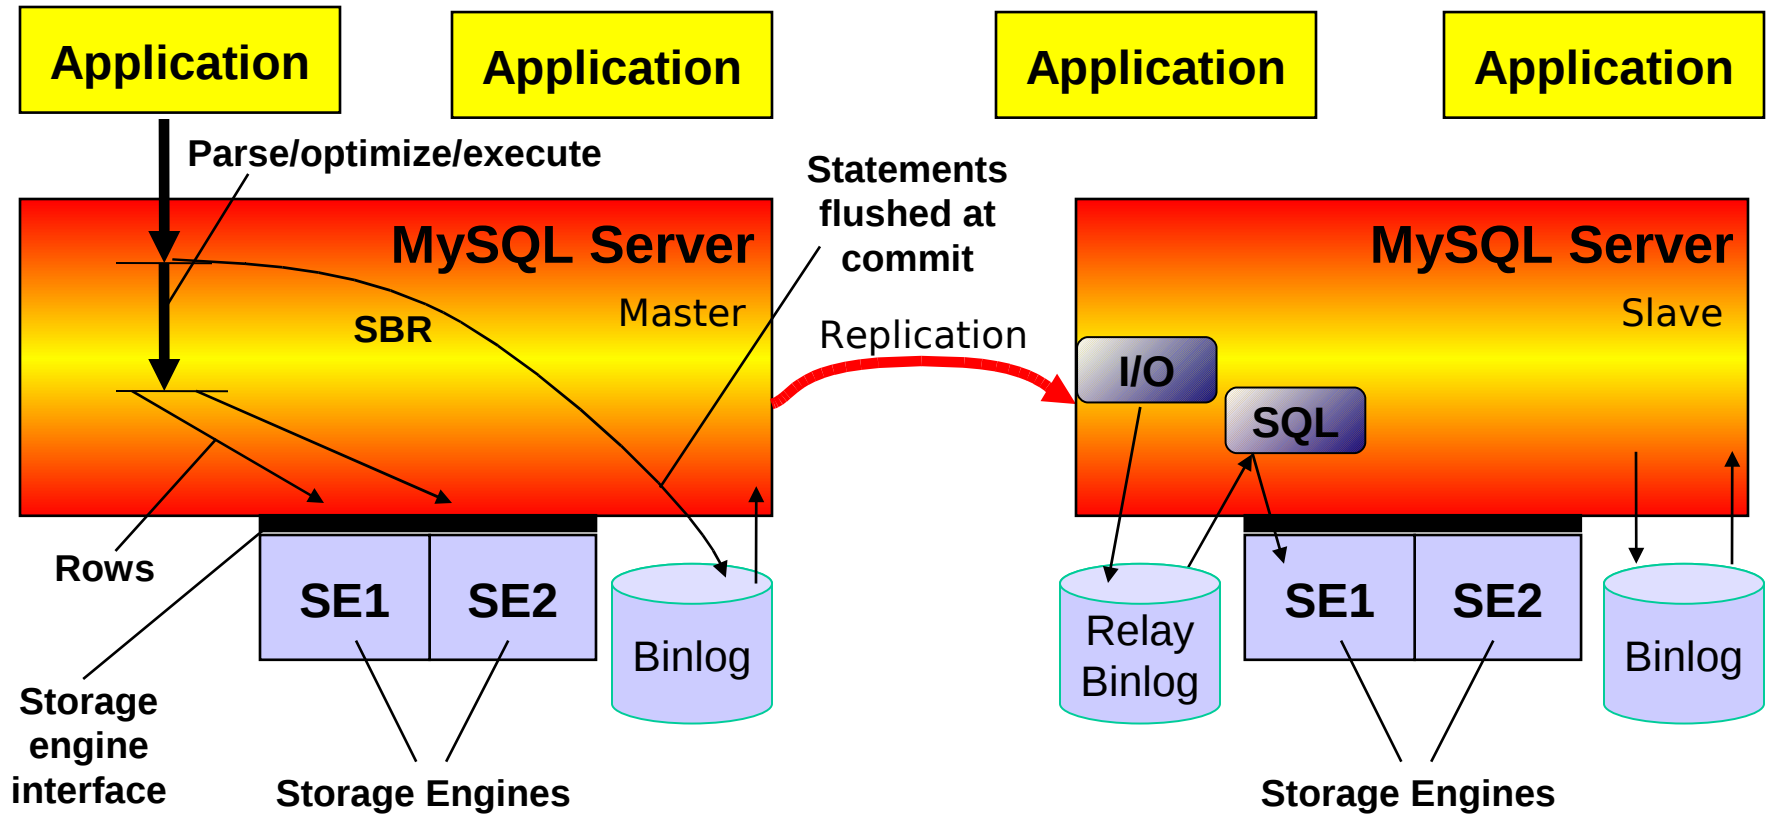 Application
Application
Application
Application
Parse/optimize/execute
Statements
flushed at
commit
MySQL Server
Master
SBR
Replication
MySQL Server
Slave
I/O
SQL
Rows
SE1
SE2
Binlog
Relay
Binlog
SE1
SE2
Binlog
Storage
engine
interface
Storage Engines
Storage Engines